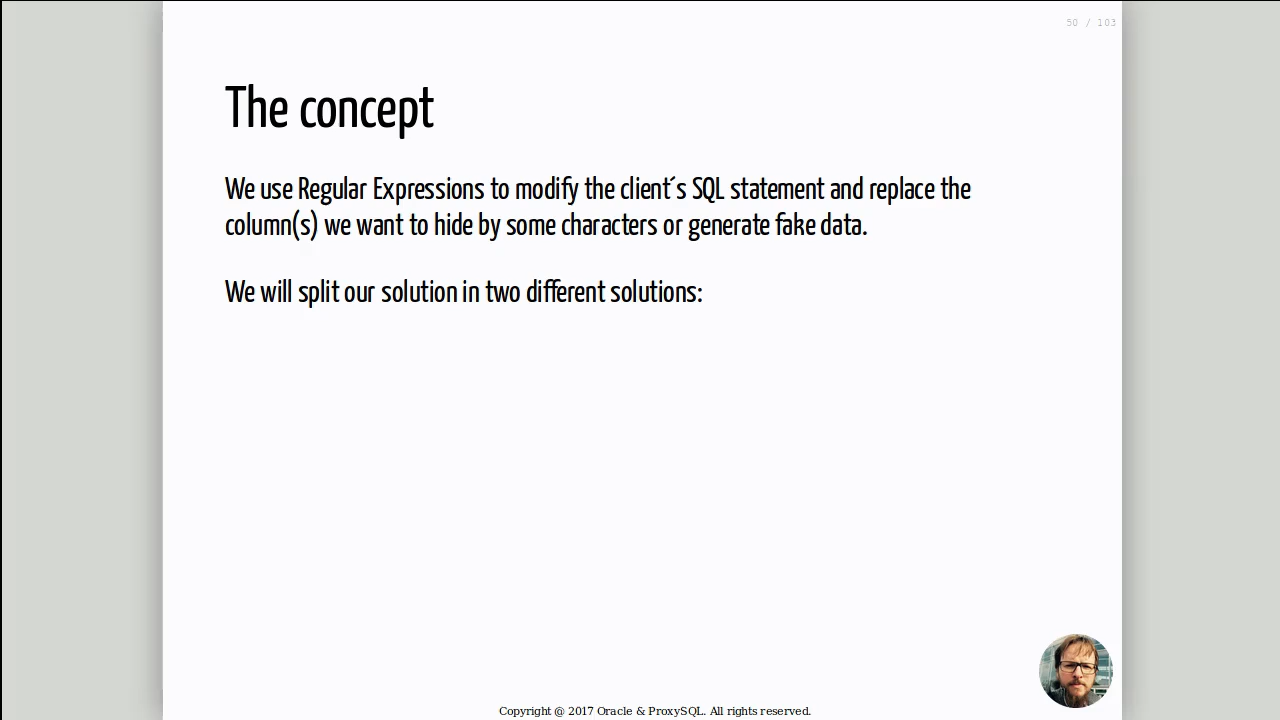 50 / 103
The concept
We use Regular Expressions to modify the client´s SQL statement and replace the
column(s) we want to hide by some characters or generate fake data.
We will split our solution in two different solutions:
Copyright @ 2017 Oracle & ProxySQL. All rights reserved.